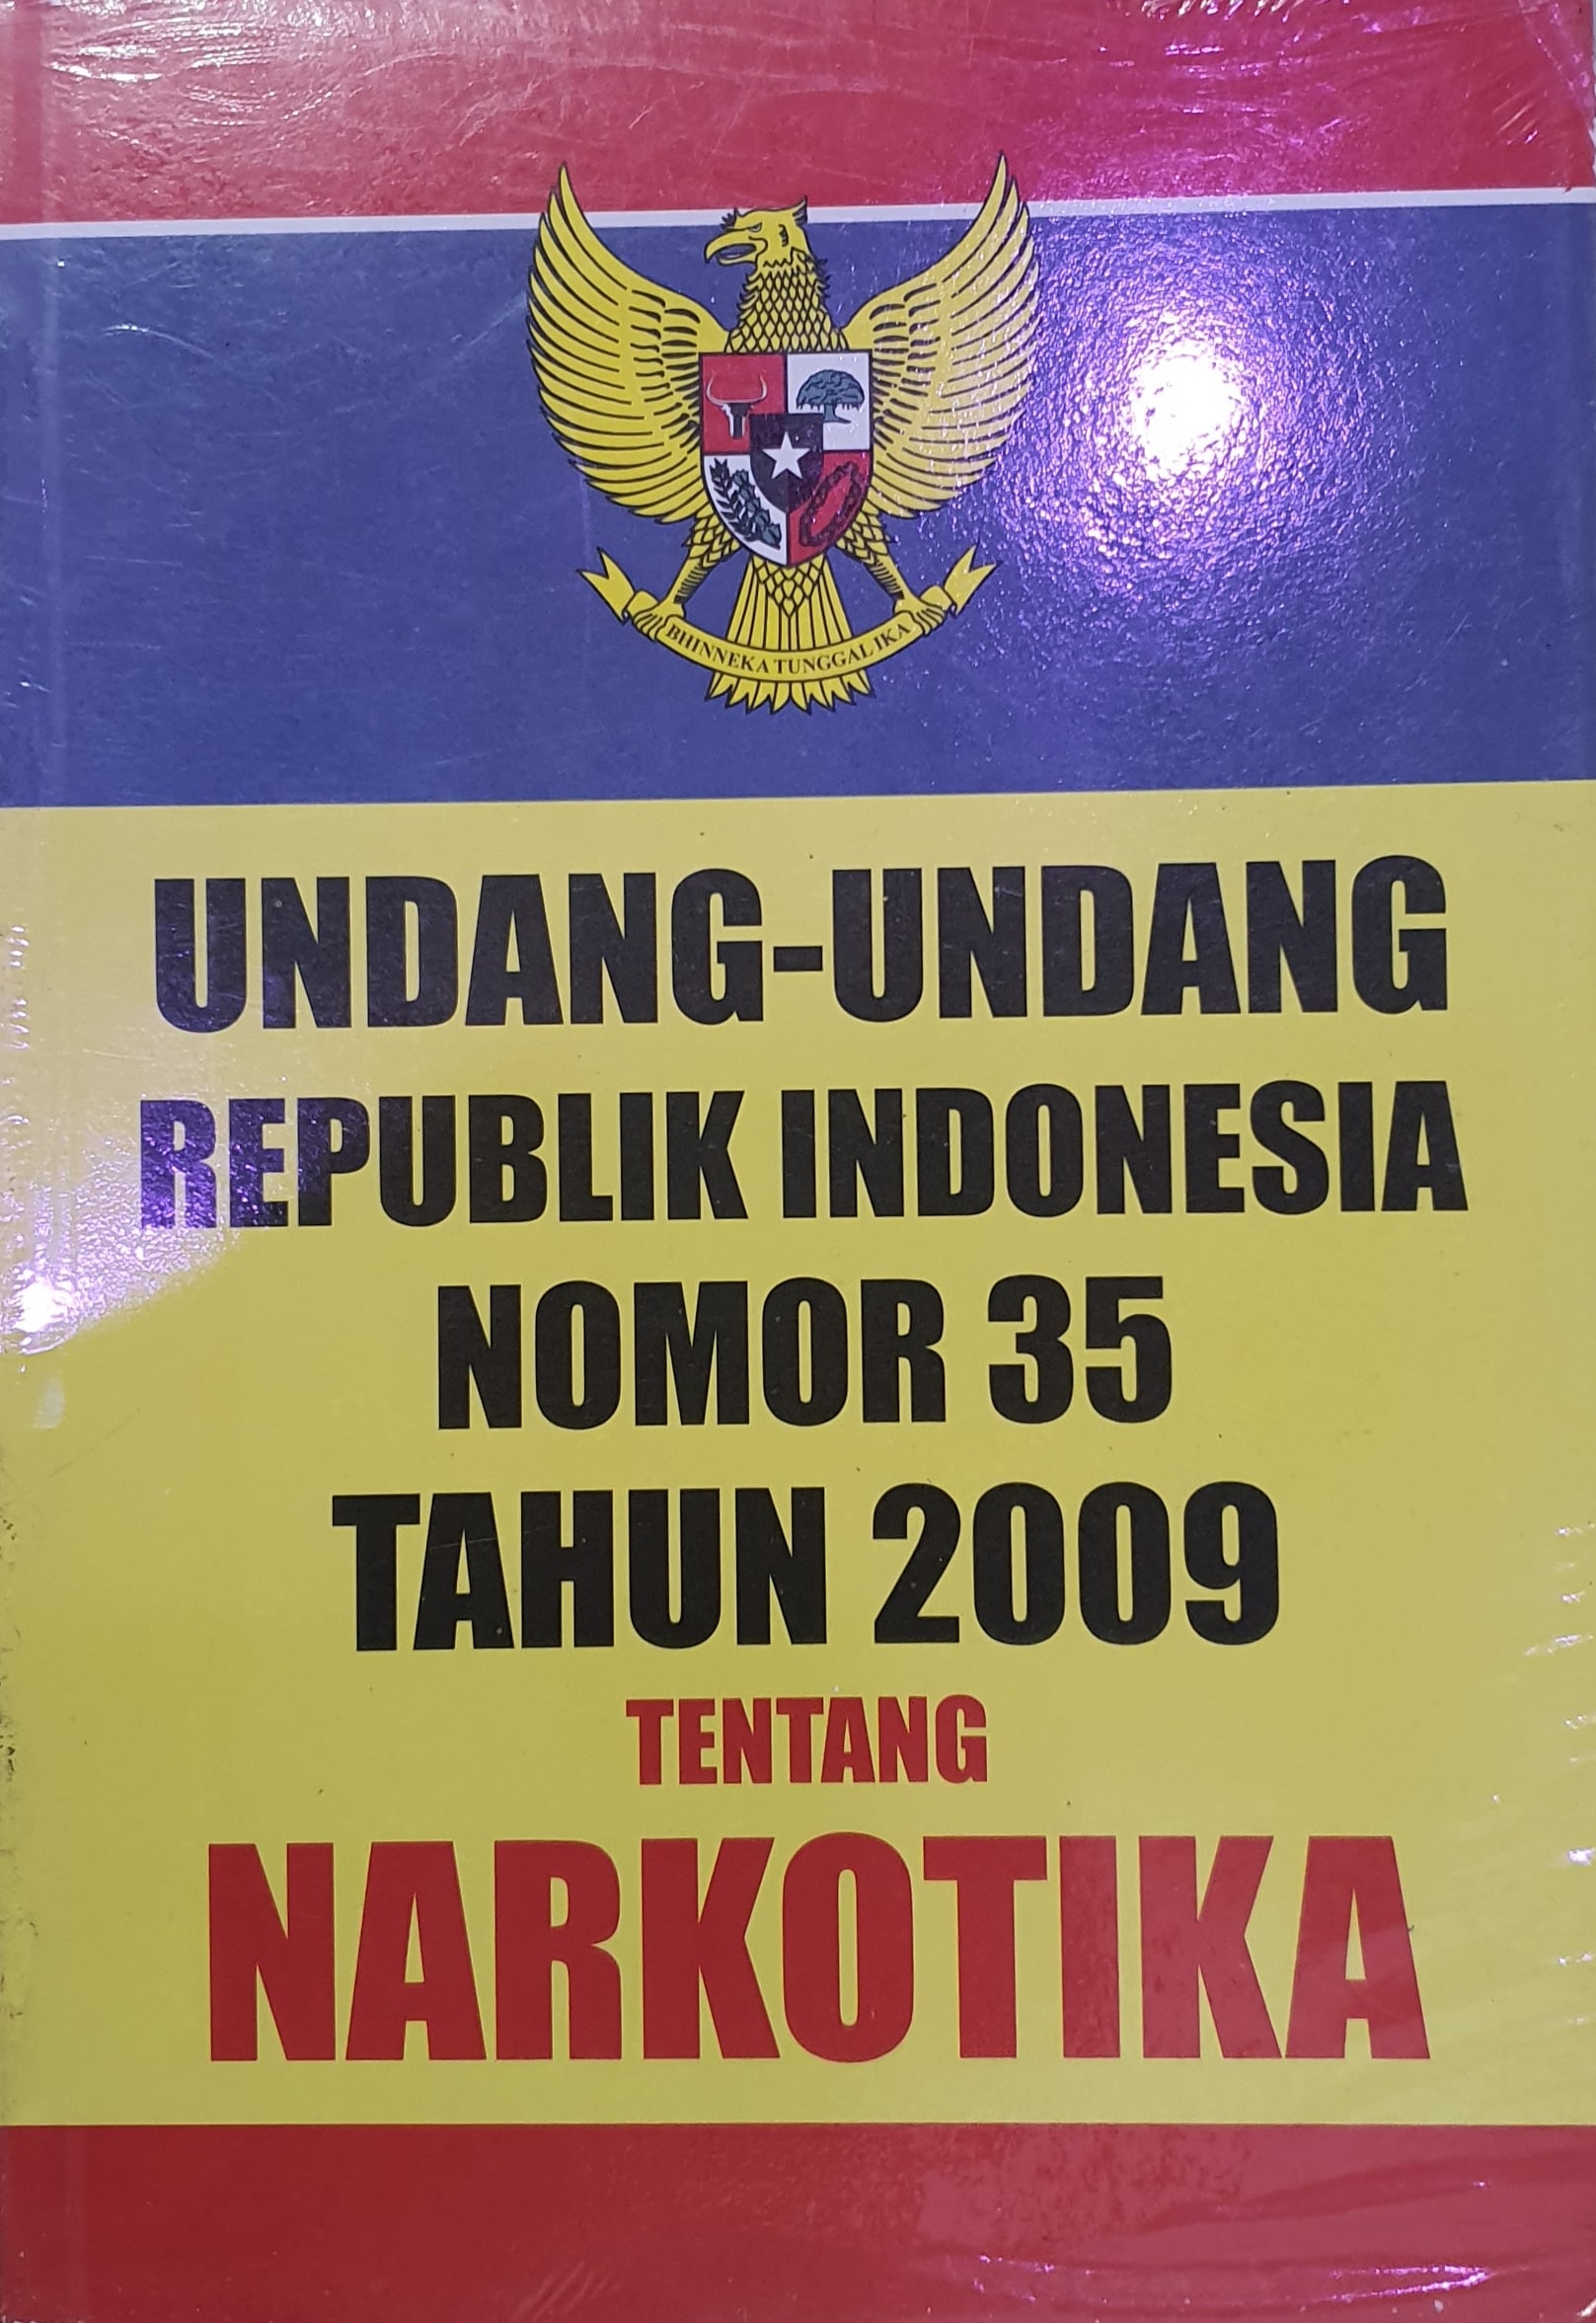 BHINNEKA TUNGGAL IKA
UNDANG-UNDANG
REPUBLIK INDONESIA
NOMOR 35
TAHUN 2009
TENTANG
NARKOTIKA